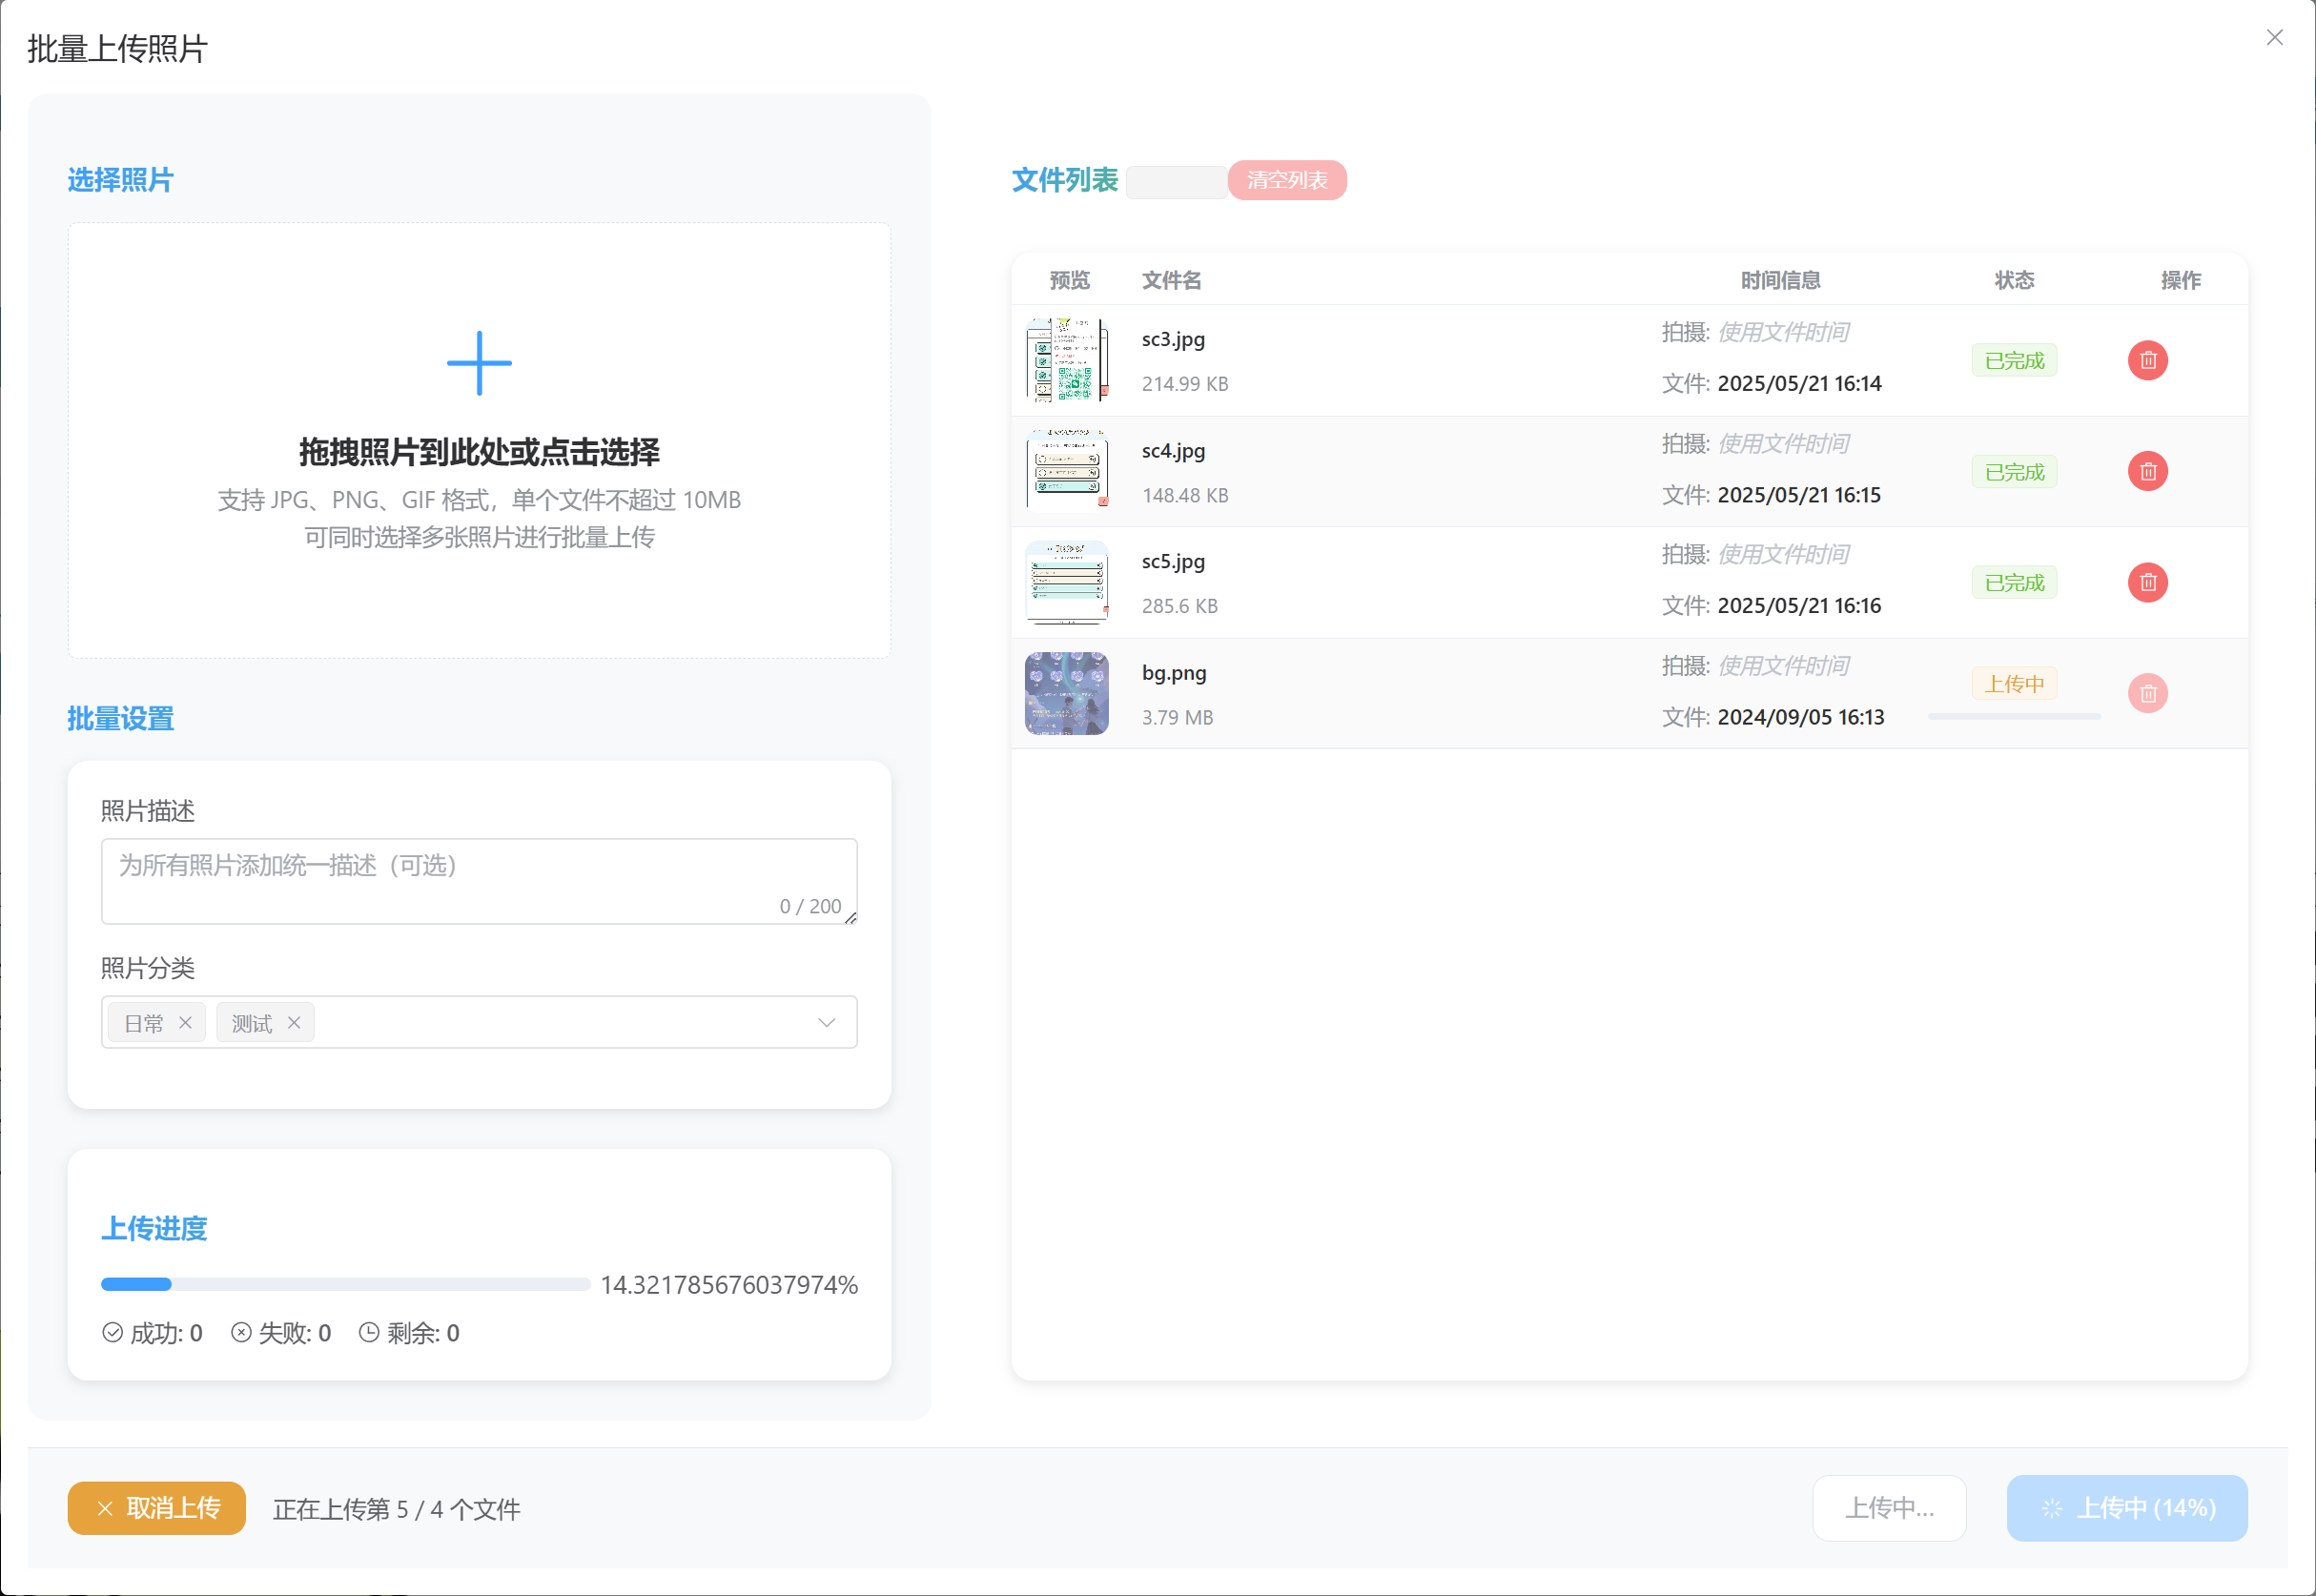 批量上传照片
选择照片
拖拽照片到此处或点击选择
支持 JPG、PNG、GIF 格式，单个文件不超过 10MB
可同时选择多张照片进行批量上传
批量设置
照片描述
为所有照片添加统一描述（可选）
0 / 200
照片分类
日常 测试
上传进度
14.321785676037974%
成功: 0 失败: 0 剩余: 0
文件列表 清空列表
预览 文件名 时间信息 状态 操作
sc3.jpg
214.99 KB
拍摄: 使用文件时间
文件: 2025/05/21 16:14
已完成
sc4.jpg
148.48 KB
拍摄: 使用文件时间
文件: 2025/05/21 16:15
已完成
sc5.jpg
285.6 KB
拍摄: 使用文件时间
文件: 2025/05/21 16:16
已完成
bg.png
3.79 MB
拍摄: 使用文件时间
文件: 2024/09/05 16:13
上传中
取消上传 正在上传第 5 / 4 个文件
上传中... 上传中 (14%)